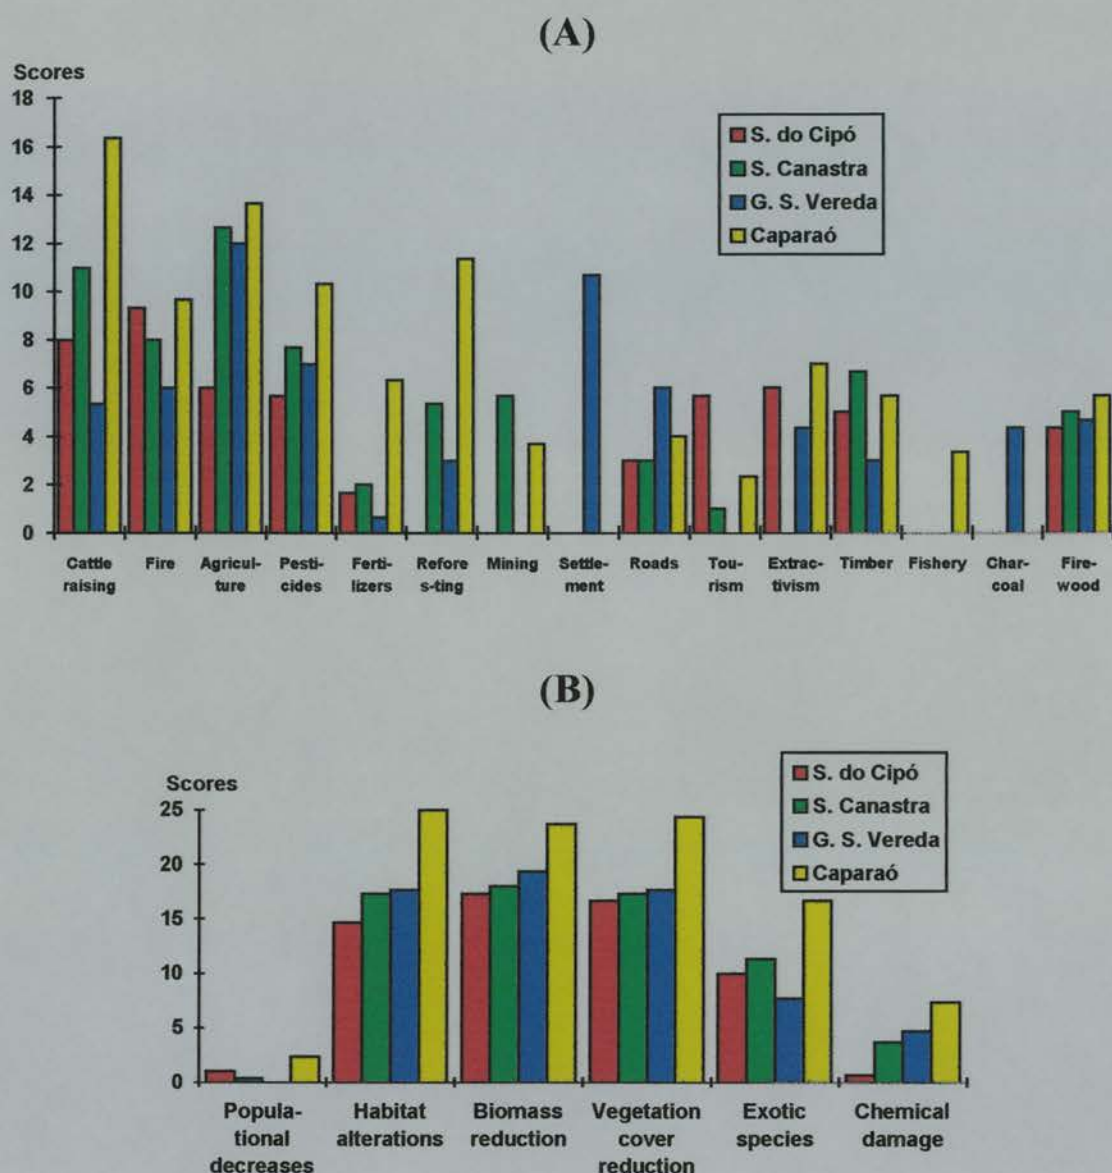 (A)
Scores
18
16
14
12
10
8
6
4
2
0
S. do Cipó
S. Canastra
G. S. Vereda
Caparaó
Cattle raising
Fire
Agricul-ture
Pesti-cides
Ferti-lizers
Refore s-ting
Mining
Settle-ment
Roads
Tou-rism
Extrac-tivism
Timber
Fishery
Char-coal
Fire-wood
(B)
Scores
25
20
15
10
5
0
S. do Cipó
S. Canastra
G. S. Vereda
Caparaó
Popula-tional decreases
Habitat alterations
Biomass reduction
Vegetation cover reduction
Exotic species
Chemical damage